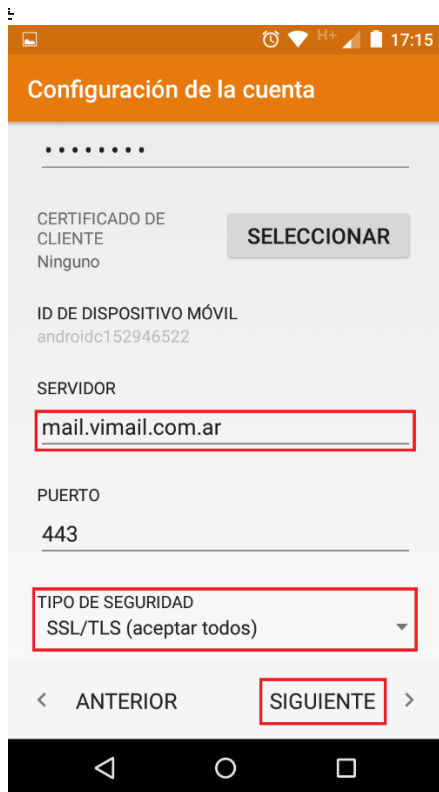 H+ 17:15
Configuración de la cuenta
••••••••
CERTIFICADO DE
CLIENTE
Ninguno
SELECCIONAR
ID DE DISPOSITIVO MÓVIL
androidc152946522
SERVIDOR
mail.vimail.com.ar
PUERTO
443
TIPO DE SEGURIDAD
SSL/TLS (aceptar todos)
< ANTERIOR SIGUIENTE >